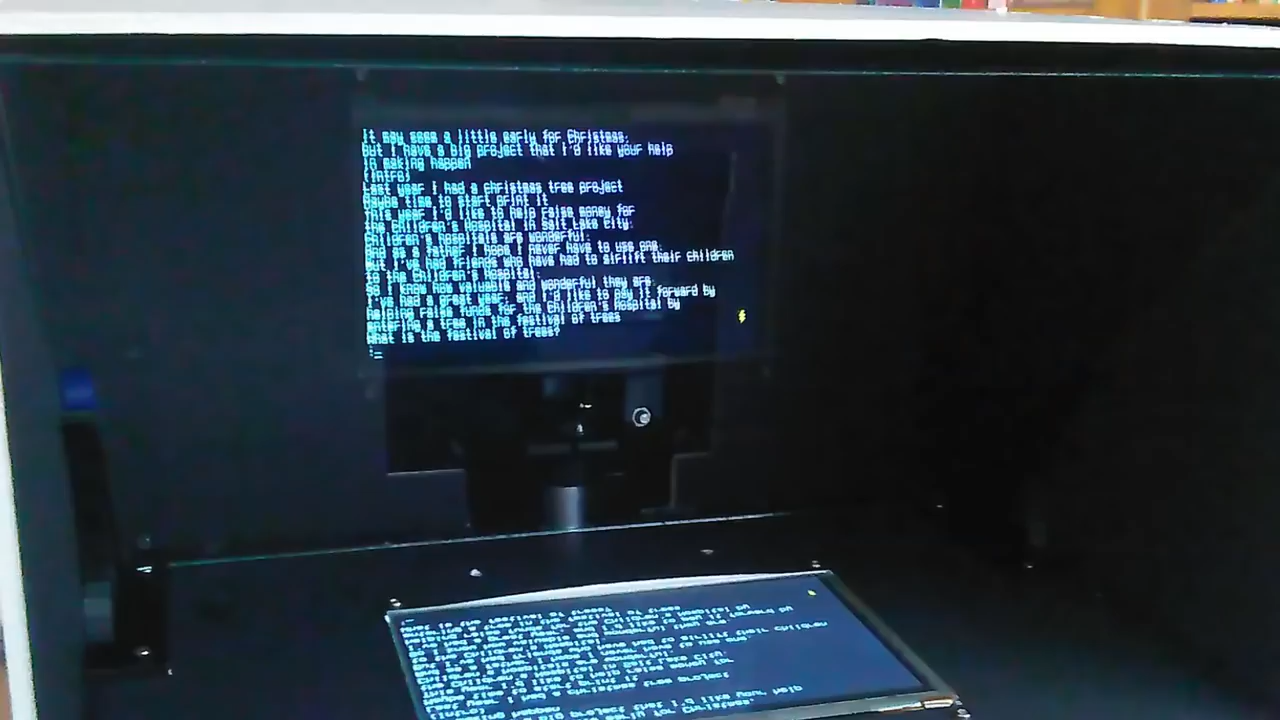 It may seem a little early for Christmas.
But I have a big project that I'd like your help
in making happen
(Intro)
Last year I had a christmas tree project
Maybe time to start print it
This year I'd like to help raise money for
the Children's Hospital in Salt Lake City.
Children's hospitals are wonderful.
And as a father I hope I never have to use one.
But I've had friends who have had to airlift their children
to the Children's Hospital.
So I know how valuable and wonderful they are.
I've had a great year, and I'd like to pay it forward by
helping raise funds for the Children's Hospital by
entering a tree in the festival of trees
What is the festival of trees?
:_